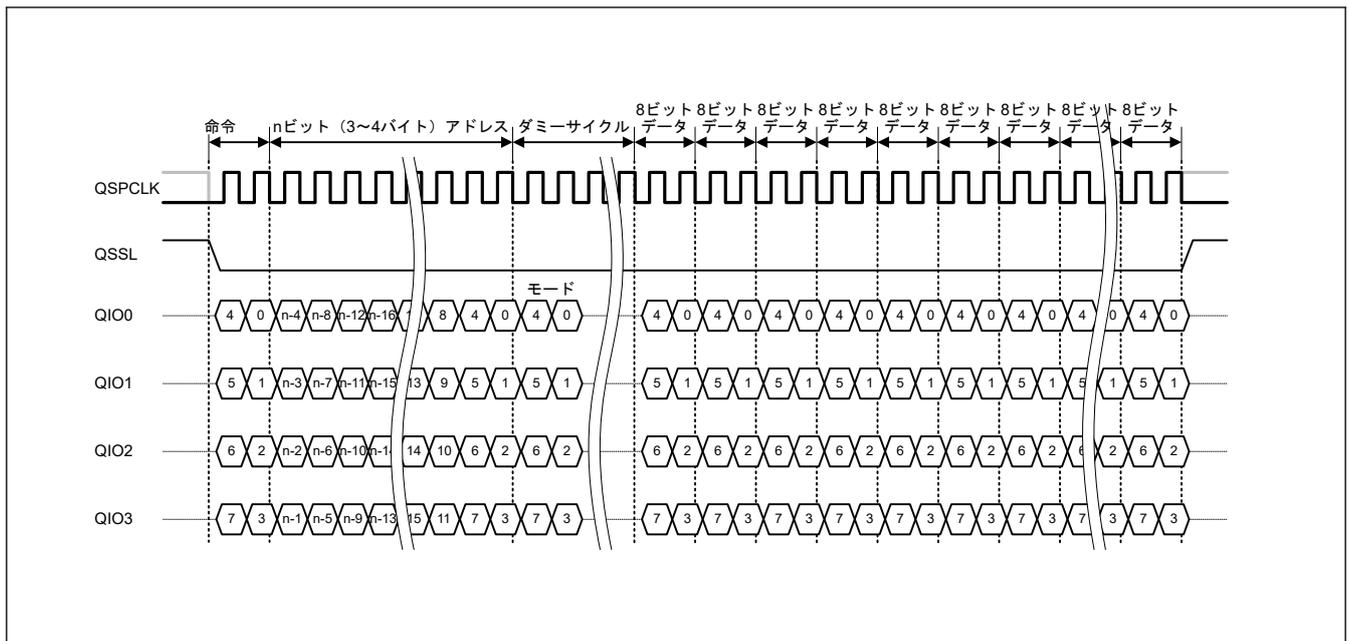 8ビット 8ビット 8ビット 8ビット 8ビット 8ビット 8ビット 8ビット 8ビット
命令 nビット（3～4バイト）アドレス ダミーサイクル データ データ データ データ データ データ データ データ データ
QSPCLK
QSSL
モード
QIO0 4 0 n-4 n-8 n-12 n-16 8 4 0 4 0 4 0 4 0 4 0 4 0 4 0 4 0 4 0 4 0 4 0
QIO1 5 1 n-3 n-7 n-11 n-15 13 9 5 1 5 1 5 1 5 1 5 1 5 1 5 1 5 1 5 1 5 1 5 1
QIO2 6 2 n-2 n-6 n-10 14 10 6 2 6 2 6 2 6 2 6 2 6 2 6 2 6 2 6 2 6 2 6 2
QIO3 7 3 n-1 n-5 n-9 n-13 15 11 7 3 7 3 7 3 7 3 7 3 7 3 7 3 7 3 7 3 7 3 7 3